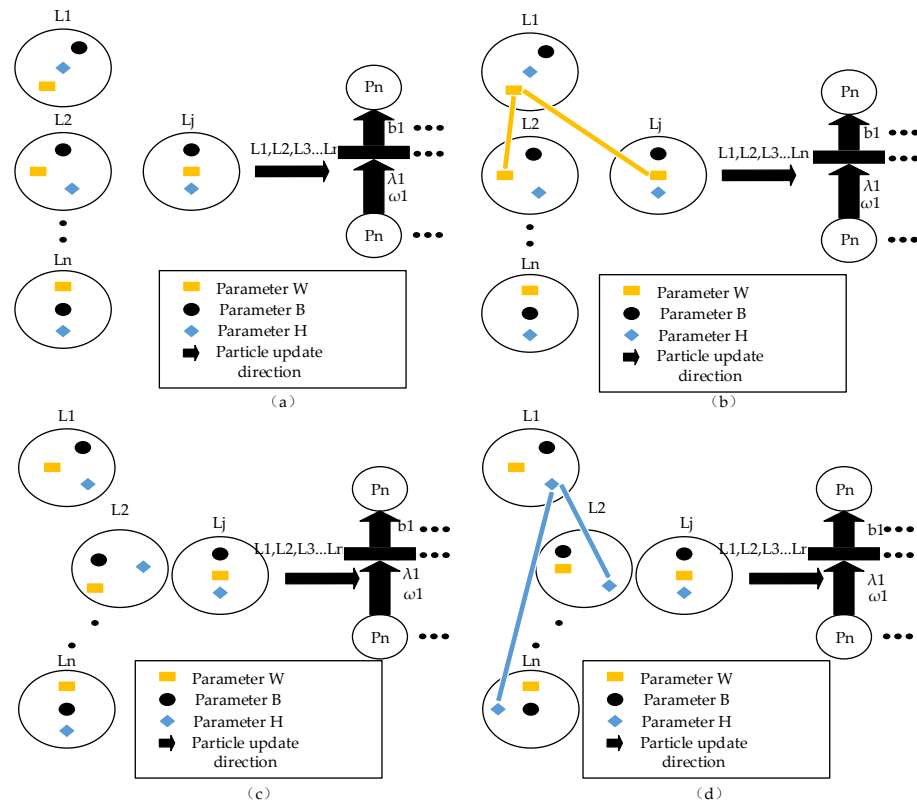 L1
Pn
b1
L2
Lj
L1,L2,L3...Lr
λ1
ω1
Pn
Ln
Parameter W
Parameter B
Parameter H
Particle update
direction
（a）
L1
Pn
b1
L2
Lj
L1,L2,L3...Ln
λ1
ω1
Pn
Ln
Parameter W
Parameter B
Parameter H
Particle update
direction
（b）
L1
Pn
L2
Lj
b1
L1,L2,L3...Lr
λ1
ω1
Pn
Ln
Parameter W
Parameter B
Parameter H
Particle update
direction
（c）
L1
Pn
L2
Lj
b1
L1,L2,L3...Lr
λ1
ω1
Pn
Ln
Parameter W
Parameter B
Parameter H
Particle update
direction
（d）